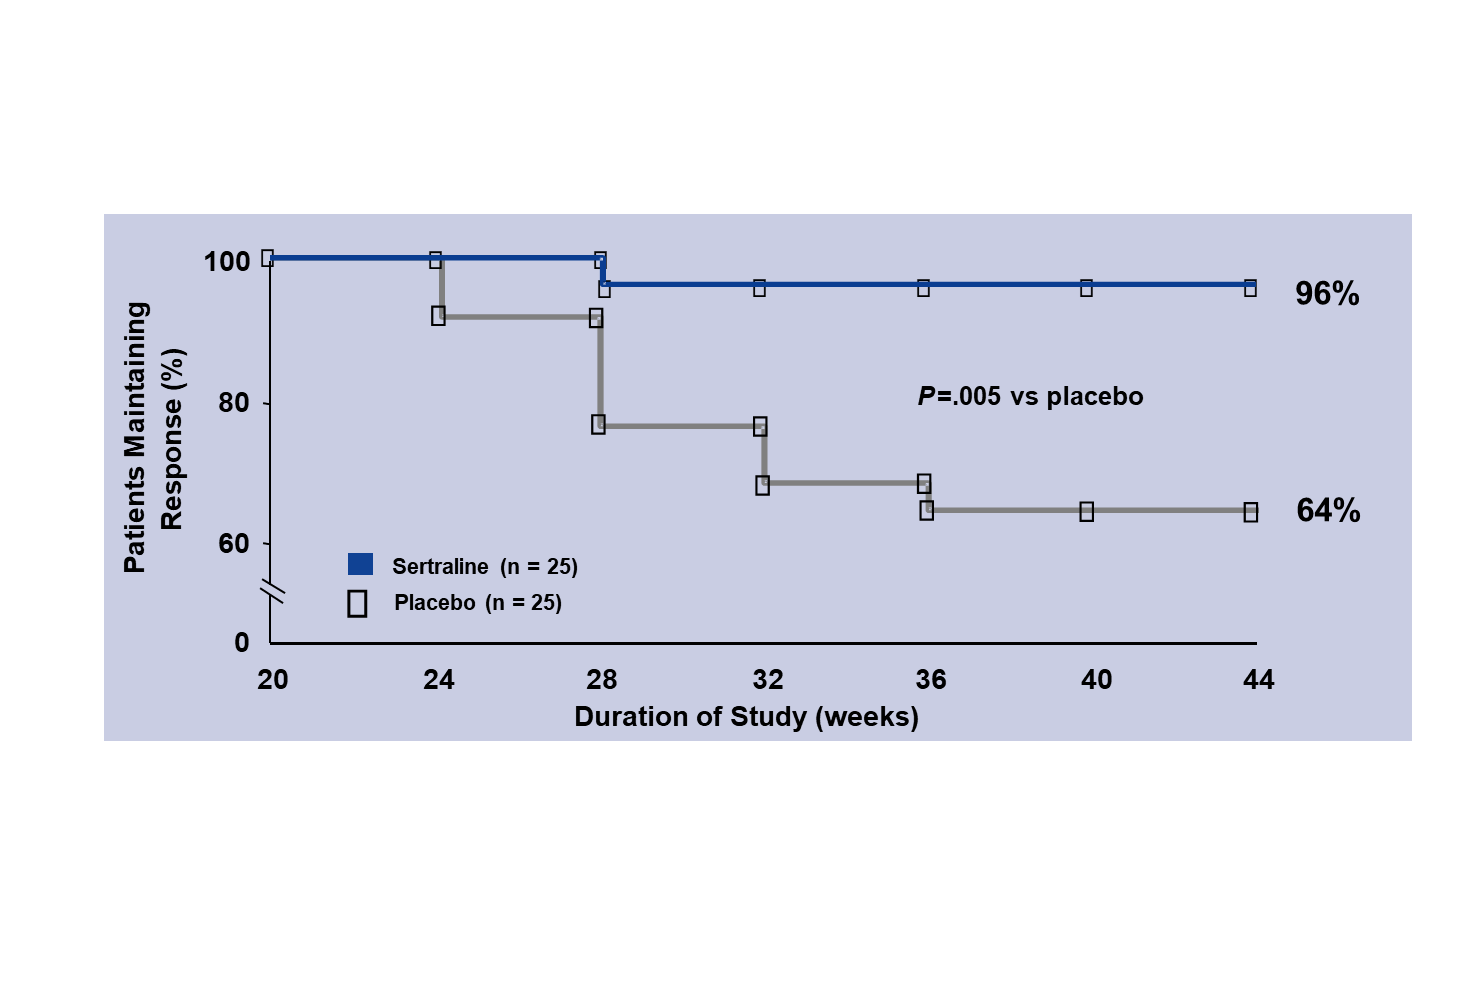 100
96%
Patients Maintaining
Response (%)
80
P=.005 vs placebo
64%
60
Sertraline (n = 25)
Placebo (n = 25)
0
20 24 28 32 36 40 44
Duration of Study (weeks)